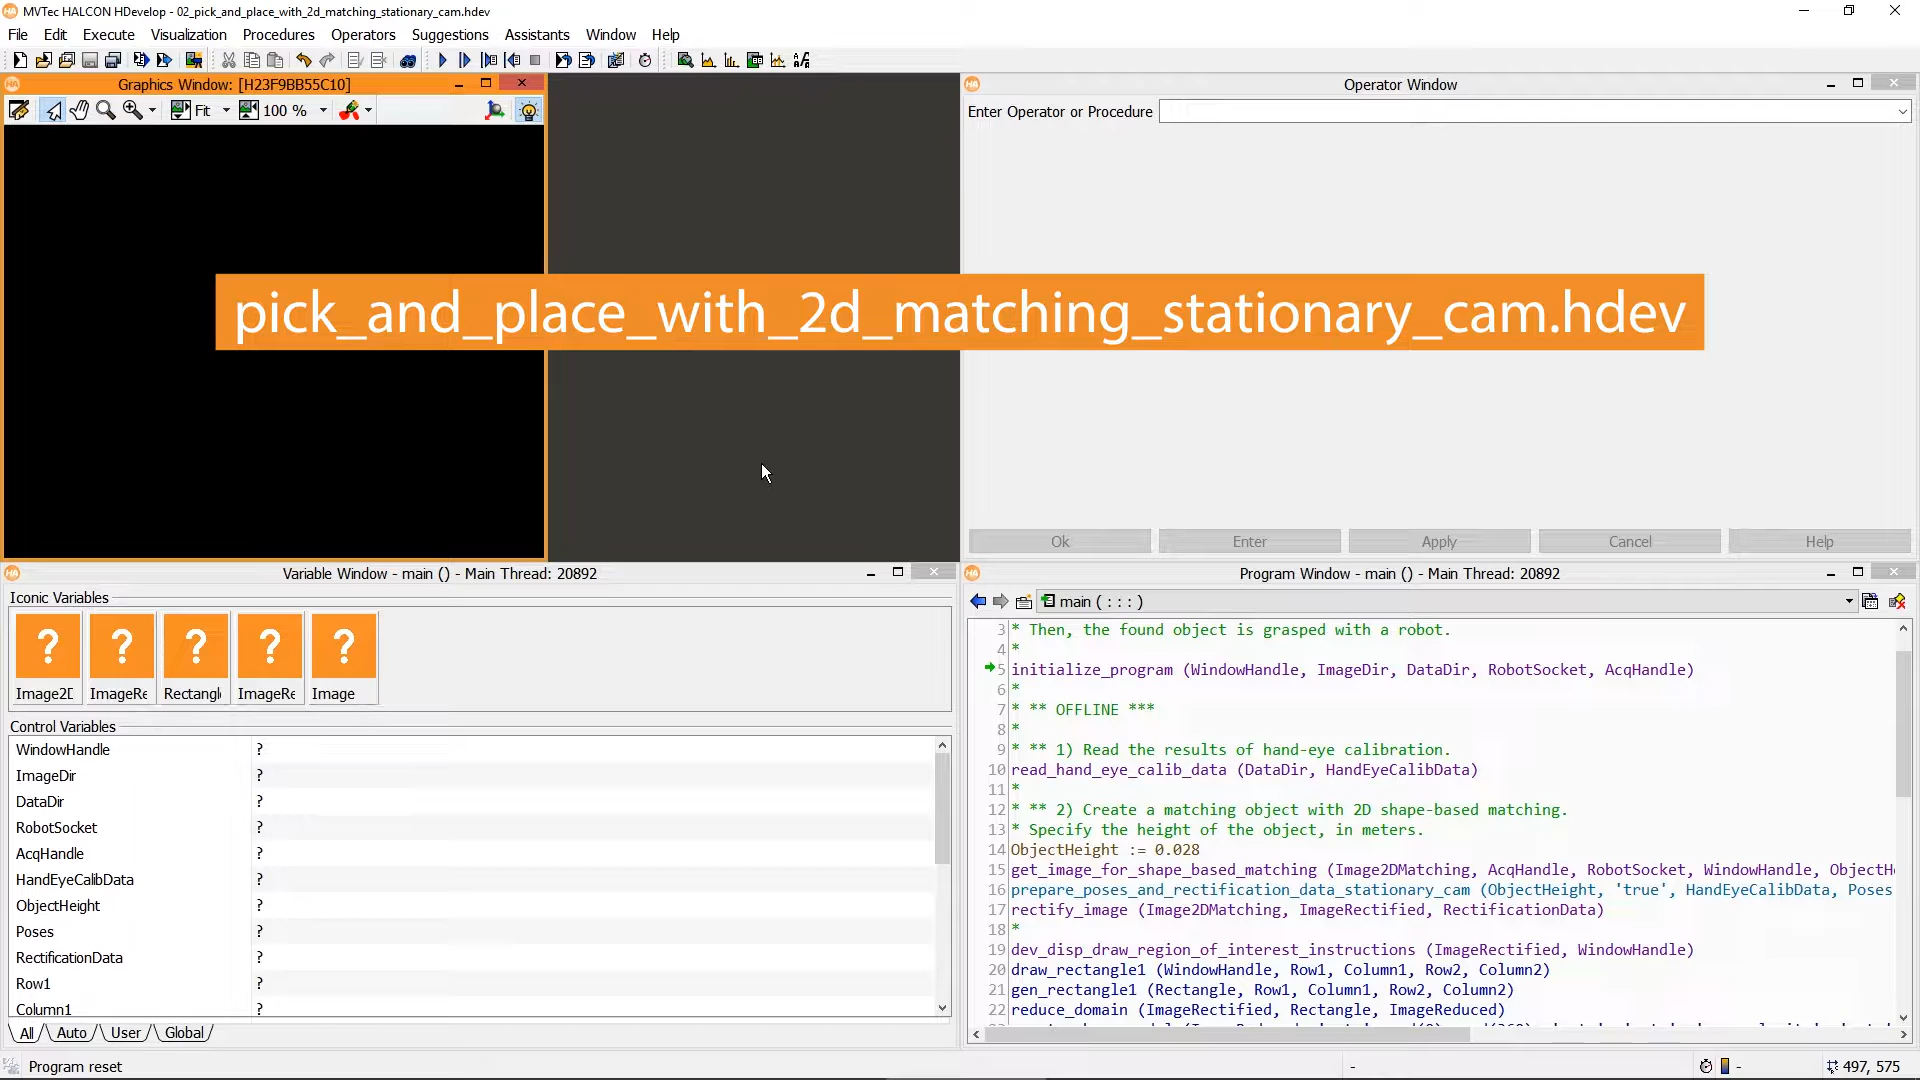 MVTec HALCON HDevelop - 02_pick_and_place_with_2d_matching_stationary_cam.hdev
File Edit Execute Visualization Procedures Operators Suggestions Assistants Window Help
Graphics Window: [H23F9BB55C10]
Fit 100 %
Operator Window
Enter Operator or Procedure
pick_and_place_with_2d_matching_stationary_cam.hdev
Ok Enter Apply Cancel Help
Variable Window - main () - Main Thread: 20892
Iconic Variables
? ? ? ? ?
Image2D ImageRe Rectangl ImageRe Image
Control Variables
WindowHandle ?
ImageDir ?
DataDir ?
RobotSocket ?
AcqHandle ?
HandEyeCalibData ?
ObjectHeight ?
Poses ?
RectificationData ?
Row1 ?
Column1 ?
All Auto User Global
Program Window - main () - Main Thread: 20892
main ( : : : )
3 * Then, the found object is grasped with a robot.
4 *
5 initialize_program (WindowHandle, ImageDir, DataDir, RobotSocket, AcqHandle)
6 *
7 * ** OFFLINE ***
8 *
9 * ** 1) Read the results of hand-eye calibration.
10 read_hand_eye_calib_data (DataDir, HandEyeCalibData)
11 *
12 * ** 2) Create a matching object with 2D shape-based matching.
13 * Specify the height of the object, in meters.
14 ObjectHeight := 0.028
15 get_image_for_shape_based_matching (Image2DMatching, AcqHandle, RobotSocket, WindowHandle, ObjectHe
16 prepare_poses_and_rectification_data_stationary_cam (ObjectHeight, 'true', HandEyeCalibData, Poses
17 rectify_image (Image2DMatching, ImageRectified, RectificationData)
18 *
19 dev_disp_draw_region_of_interest_instructions (ImageRectified, WindowHandle)
20 draw_rectangle1 (WindowHandle, Row1, Column1, Row2, Column2)
21 gen_rectangle1 (Rectangle, Row1, Column1, Row2, Column2)
22 reduce_domain (ImageRectified, Rectangle, ImageReduced)
Program reset
-
-
497, 575